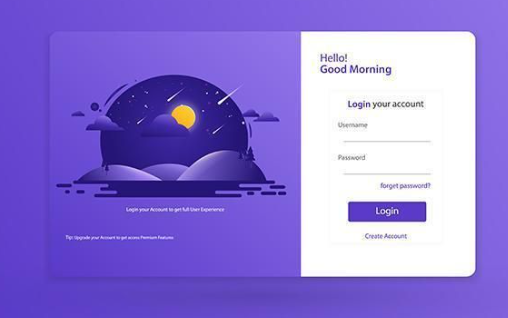 Hello!
Good Morning
Login your account
Username
Password
forget password?
Login
Create Account
Login your Account to get full User Experience
Tip: Upgrade your Account to get access Premium Features